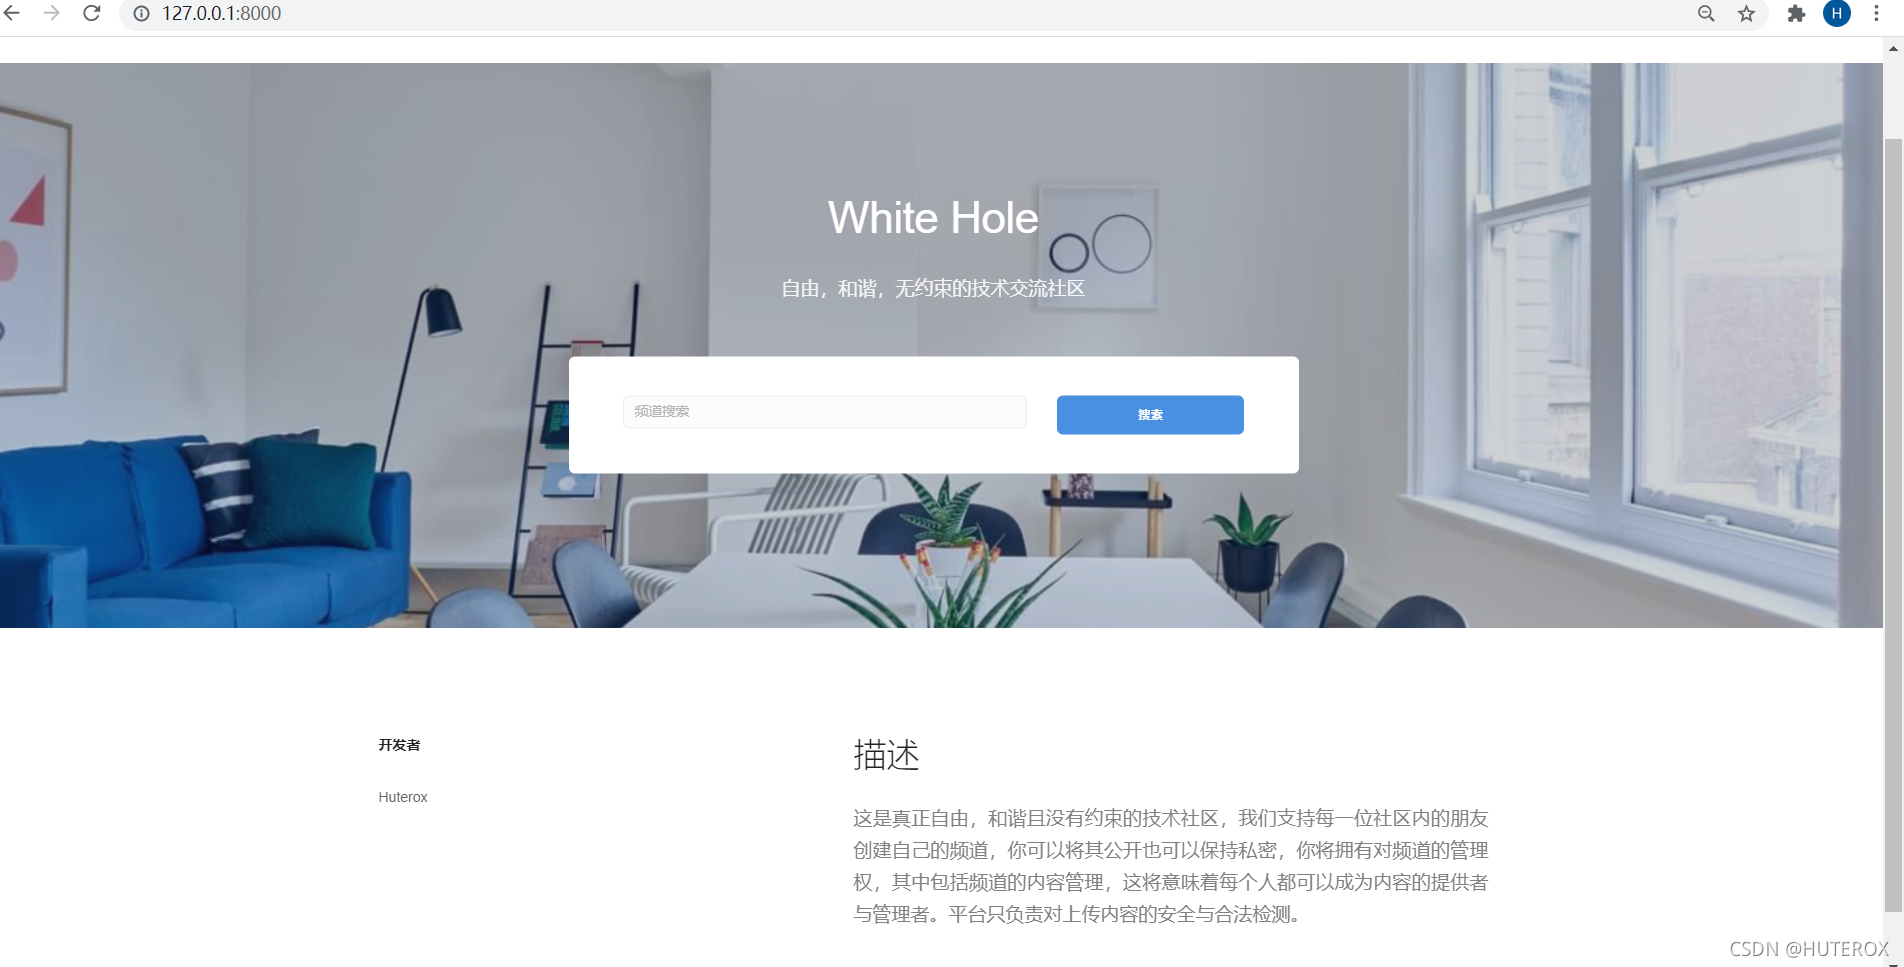 127.0.0.1:8000
H
White Hole
自由，和谐，无约束的技术交流社区
频道搜索
搜索
开发者
Huterox
描述
这是真正自由，和谐且没有约束的技术社区，我们支持每一位社区内的朋友
创建自己的频道，你可以将其公开也可以保持私密，你将拥有对频道的管理
权，其中包括频道的内容管理，这将意味着每个人都可以成为内容的提供者
与管理者。平台只负责对上传内容的安全与合法检测。
CSDN @HUTEROX